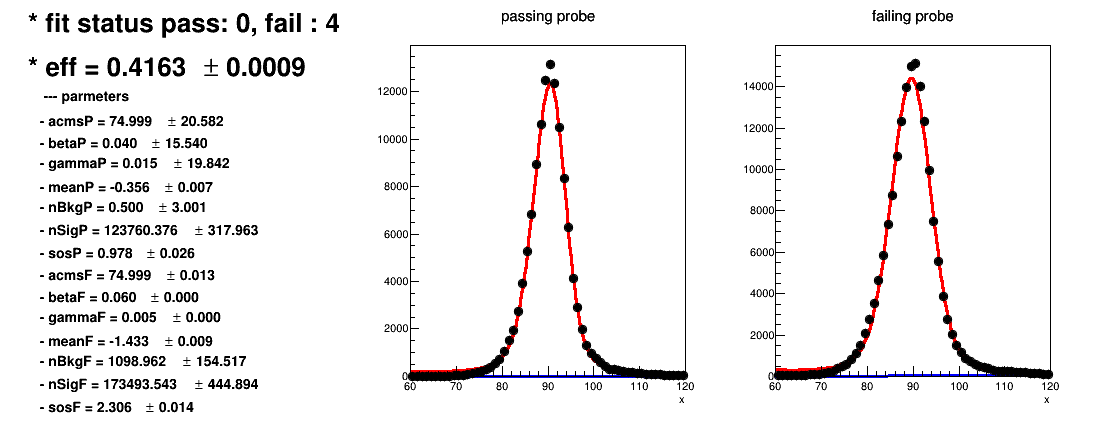 * fit status pass: 0, fail : 4
* eff = 0.4163 ± 0.0009
--- parmeters
- acmsP = 74.999 ± 20.582
- betaP = 0.040 ± 15.540
- gammaP = 0.015 ± 19.842
- meanP = -0.356 ± 0.007
- nBkgP = 0.500 ± 3.001
- nSigP = 123760.376 ± 317.963
- sosP = 0.978 ± 0.026
- acmsF = 74.999 ± 0.013
- betaF = 0.060 ± 0.000
- gammaF = 0.005 ± 0.000
- meanF = -1.433 ± 0.009
- nBkgF = 1098.962 ± 154.517
- nSigF = 173493.543 ± 444.894
- sosF = 2.306 ± 0.014
passing probe
12000
10000
8000
6000
4000
2000
0
60 70 80 90 100 110 120
x
failing probe
14000
12000
10000
8000
6000
4000
2000
0
60 70 80 90 100 110 120
x